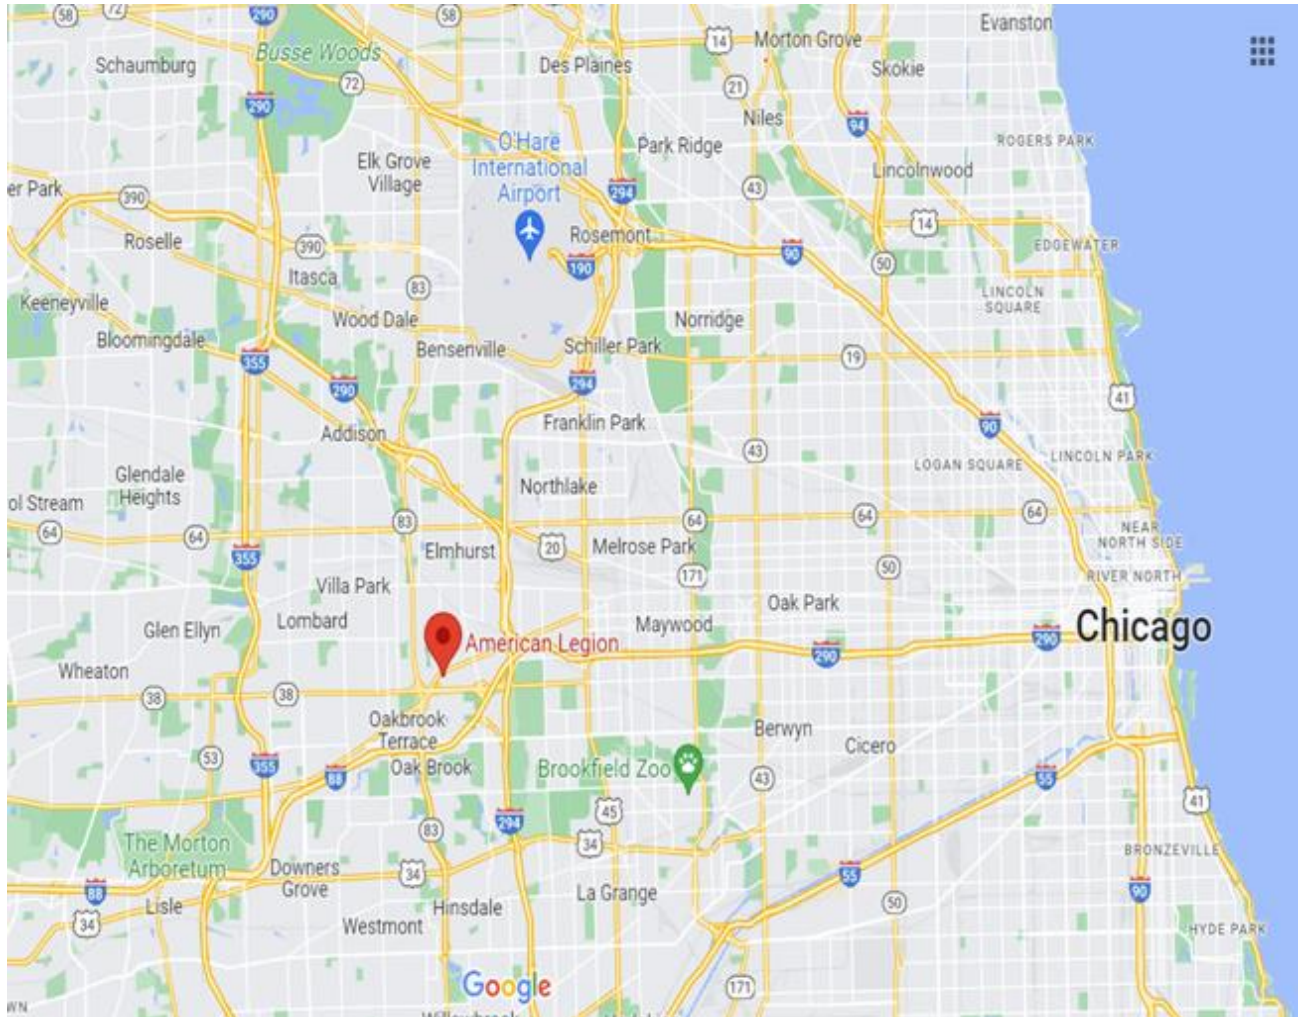 58
72
290
58
Evanston
Busse Woods
14
Morton Grove
Schaumburg
Des Plaines
Skokie
72
21
290
Niles
94
O'Hare
International
Airport
Park Ridge
ROGERS PARK
Elk Grove
Village
Lincolnwood
er Park
390
294
43
14
Roselle
390
Rosemont
90
EDGEWATER
190
50
Itasca
83
LINCOLN
SQUARE
Keeneyville
Wood Dale
Norridge
Bloomingdale
Bensenville
Schiller Park
19
355
290
294
41
Addison
Franklin Park
90
43
LOGAN SQUARE
LINCOLN PARK
Glendale
Heights
Northlake
ol Stream
64
64
83
64
64
64
NEAR
NORTH SIDE
355
Elmhurst
20
Melrose Park
50
171
RIVER NORTH
Villa Park
Oak Park
Lombard
Glen Ellyn
American Legion
Maywood
290
290
Chicago
Wheaton
38
38
Oakbrook
Terrace
Berwyn
Cicero
53
355
88
Oak Brook
Brookfield Zoo
43
55
41
83
294
45
34
The Morton
Arboretum
BRONZEVILLE
Downers
Grove
34
55
88
90
Lisle
La Grange
50
34
Westmont
Hinsdale
HYDE PARK
Google
171
WN